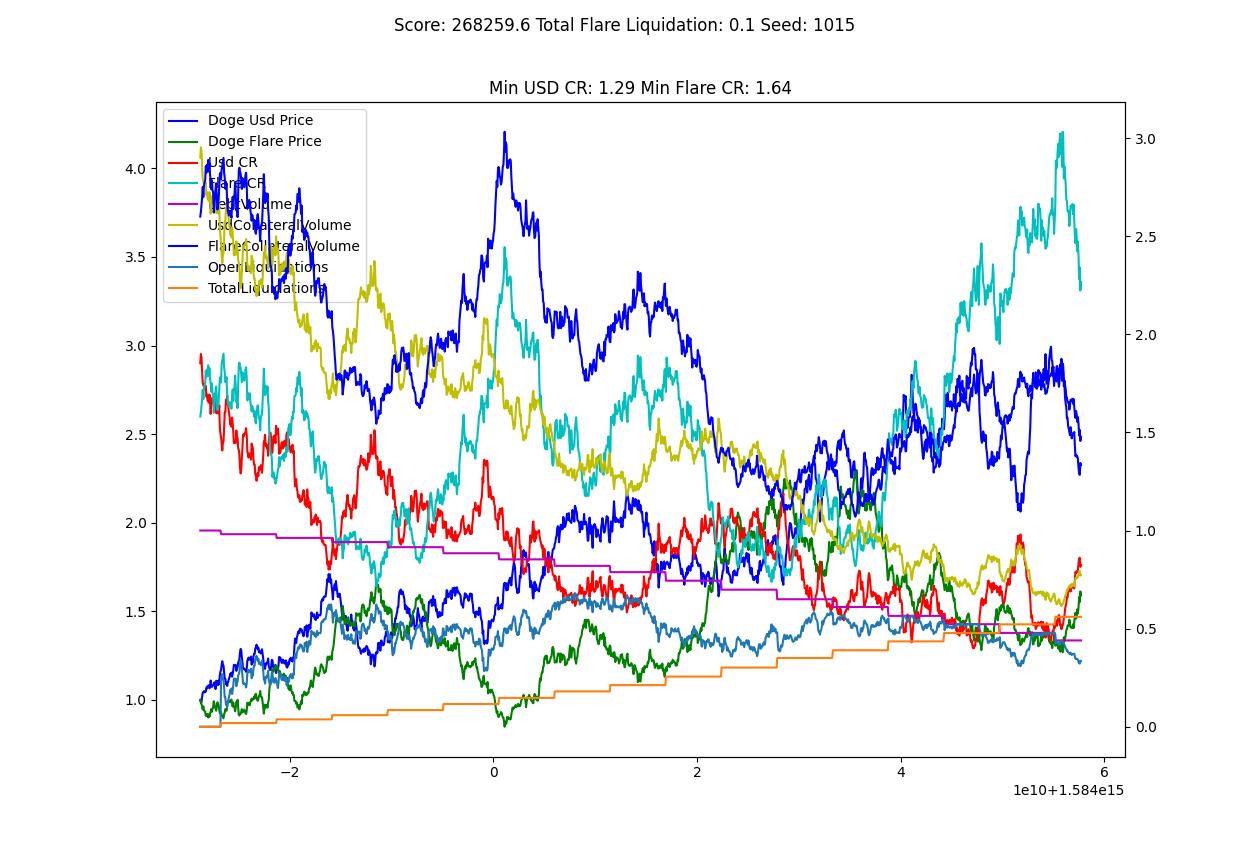 Score: 268259.6 Total Flare Liquidation: 0.1 Seed: 1015
Min USD CR: 1.29 Min Flare CR: 1.64
Doge Usd Price
Doge Flare Price
Usd CR
Flare CR
DebtVolume
UsdCollateralVolume
FlareCollateralVolume
OpenLiquidations
TotalLiquidations
4.0
3.5
3.0
2.5
2.0
1.5
1.0
3.0
2.5
2.0
1.5
1.0
0.5
0.0
−2
0
2
4
6
1e10+1.584e15